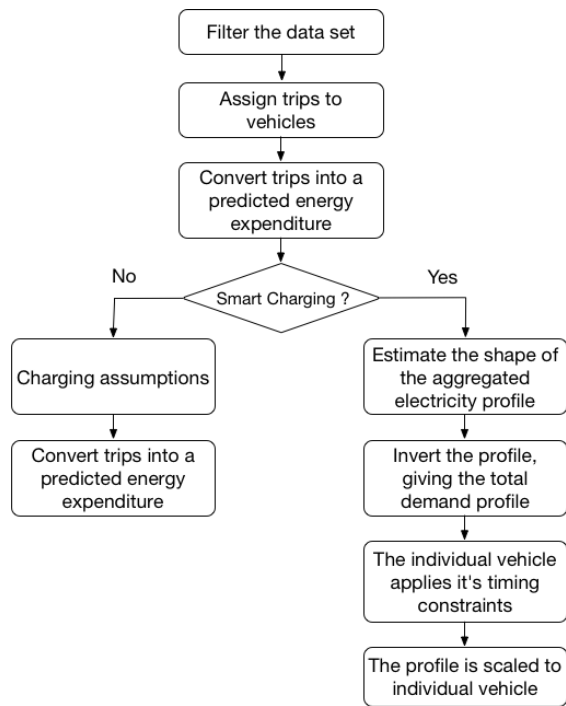 Filter the data set
Assign trips to
vehicles
Convert trips into a
predicted energy
expenditure
No
Smart Charging ?
Yes
Charging assumptions
Convert trips into a
predicted energy
expenditure
Estimate the shape of
the aggregated
electricity profile
Invert the profile,
giving the total
demand profile
The individual vehicle
applies it's timing
constraints
The profile is scaled to
individual vehicle